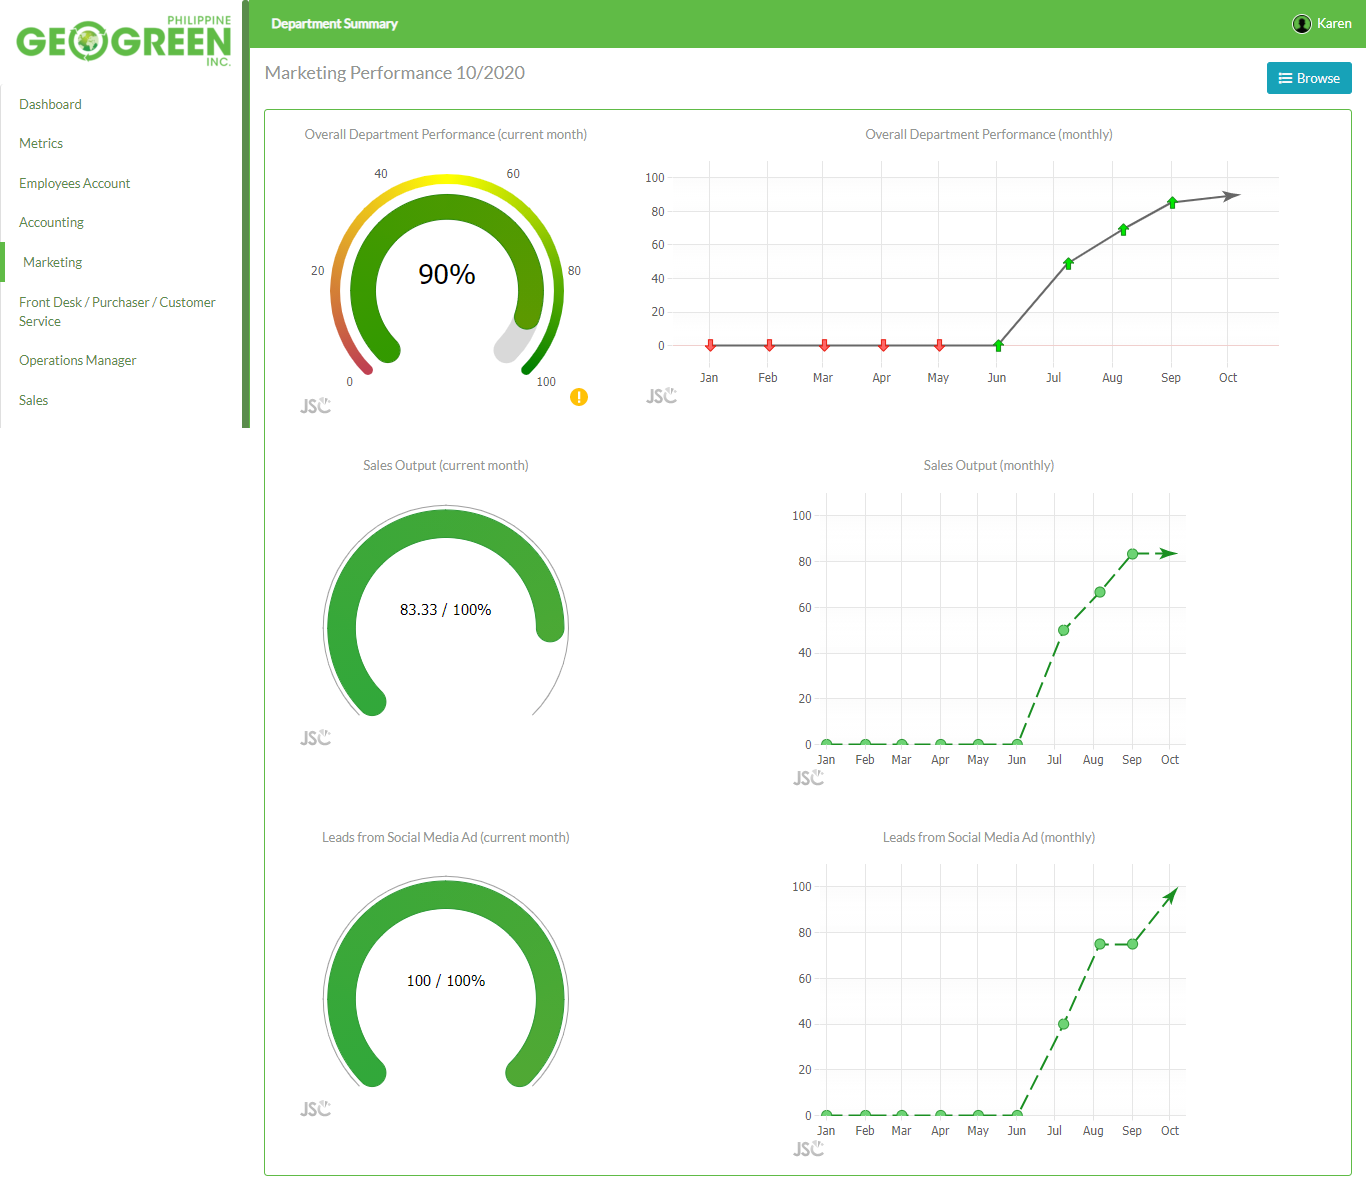 PHILIPPINE
GEOGREEN
INC.
Department Summary
Karen
Marketing Performance 10/2020
Browse
Dashboard
Metrics
Employees Account
Accounting
Marketing
Front Desk / Purchaser / Customer
Service
Operations Manager
Sales
Overall Department Performance (current month)
40
60
20
80
90%
0
100
!
JSC
Overall Department Performance (monthly)
100
80
60
40
20
0
Jan Feb Mar Apr May Jun Jul Aug Sep Oct
JSC
Sales Output (current month)
83.33 / 100%
JSC
Sales Output (monthly)
100
80
60
40
20
0
Jan Feb Mar Apr May Jun Jul Aug Sep Oct
JSC
Leads from Social Media Ad (current month)
100 / 100%
JSC
Leads from Social Media Ad (monthly)
100
80
60
40
20
0
Jan Feb Mar Apr May Jun Jul Aug Sep Oct
JSC